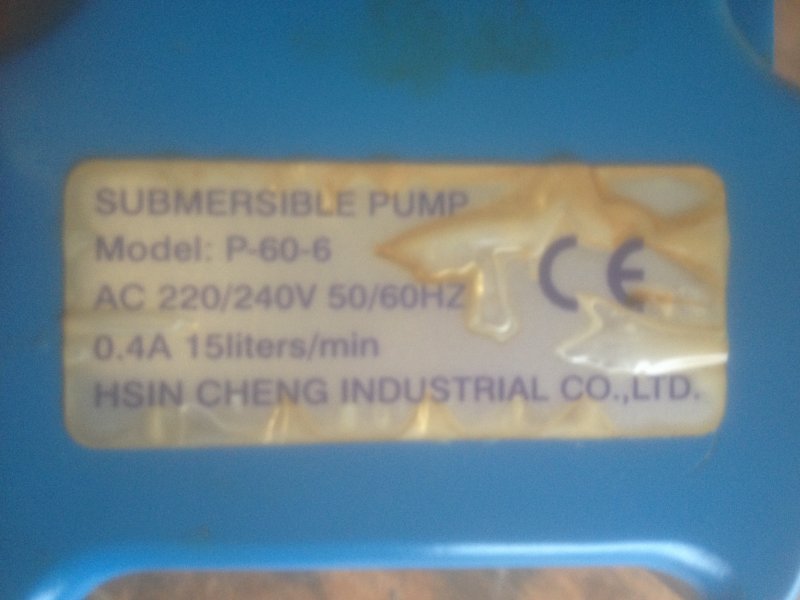 SUBMERSIBLE PUMP
Model: P-60-6
AC 220/240V 50/60HZ
CE
0.4A 15liters/min
HSIN CHENG INDUSTRIAL CO.,LTD.